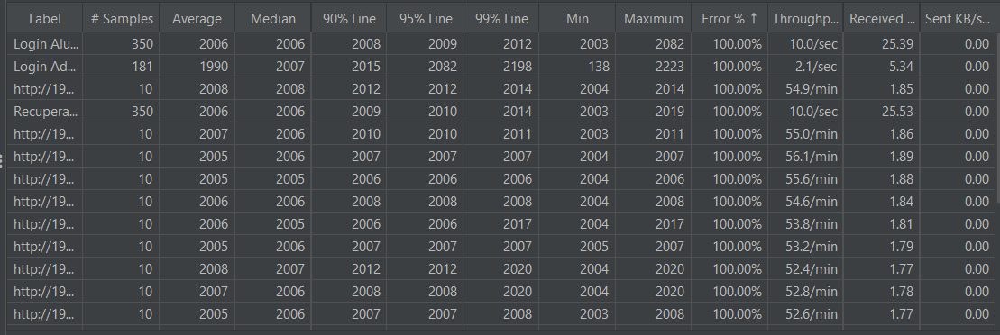 Label # Samples Average Median 90% Line 95% Line 99% Line Min Maximum Error % ↑ Throughp... Received ... Sent KB/s...
Login Alu... 350 2006 2006 2008 2009 2012 2003 2082 100.00% 10.0/sec 25.39 0.00
Login Ad... 181 1990 2007 2015 2082 2198 138 2223 100.00% 2.1/sec 5.34 0.00
http://19... 10 2008 2008 2012 2012 2014 2004 2014 100.00% 54.9/min 1.85 0.00
Recupera... 350 2006 2006 2009 2010 2014 2003 2019 100.00% 10.0/sec 25.53 0.00
http://19... 10 2007 2006 2010 2010 2011 2003 2011 100.00% 55.0/min 1.86 0.00
http://19... 10 2005 2006 2007 2007 2007 2004 2007 100.00% 56.1/min 1.89 0.00
http://19... 10 2005 2005 2006 2006 2006 2004 2006 100.00% 55.6/min 1.88 0.00
http://19... 10 2006 2006 2008 2008 2008 2004 2008 100.00% 54.6/min 1.84 0.00
http://19... 10 2006 2005 2006 2006 2017 2004 2017 100.00% 53.8/min 1.81 0.00
http://19... 10 2005 2006 2007 2007 2007 2005 2007 100.00% 53.2/min 1.79 0.00
http://19... 10 2008 2007 2012 2012 2020 2004 2020 100.00% 52.4/min 1.77 0.00
http://19... 10 2007 2006 2008 2008 2020 2004 2020 100.00% 52.8/min 1.78 0.00
http://19... 10 2005 2006 2007 2007 2008 2003 2008 100.00% 52.6/min 1.77 0.00